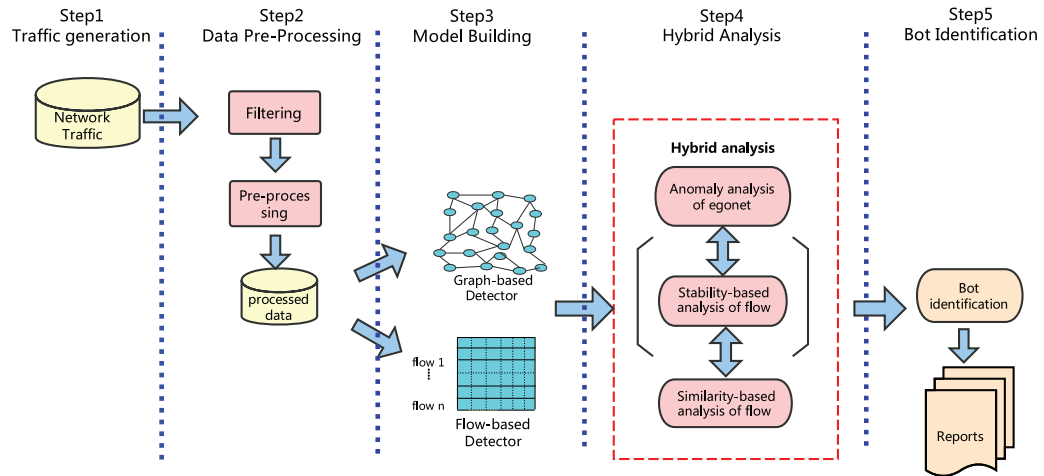 Step1
Traffic generation
Step2
Data Pre-Processing
Step3
Model Building
Step4
Hybrid Analysis
Step5
Bot Identification
Network
Traffic
Filtering
Pre-proces
sing
processed
data
Graph-based
Detector
flow 1
flow n
Flow-based
Detector
Hybrid analysis
Anomaly analysis
of egonet
Stability-based
analysis of flow
Similarity-based
analysis of flow
Bot
identification
Reports